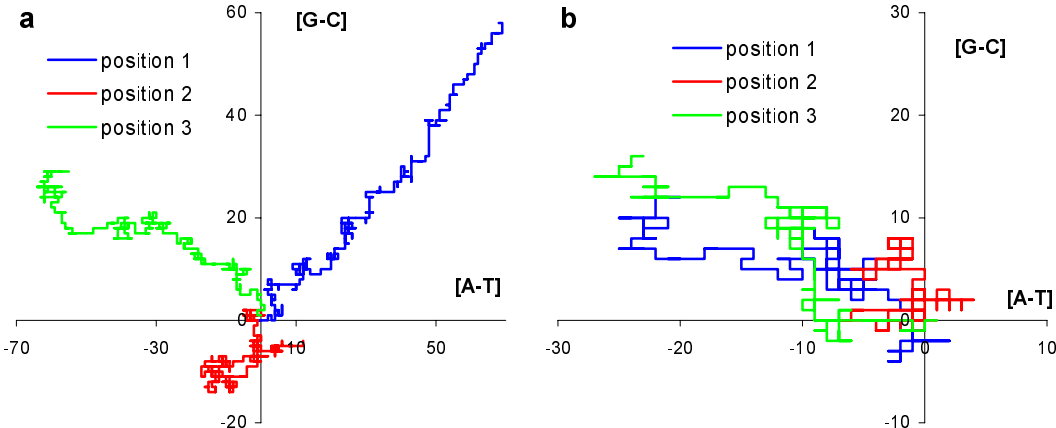 a
[G-C]
position 1
position 2
position 3
60
40
20
0
-20
-70
-30
10
50
[A-T]
b
[G-C]
position 1
position 2
position 3
30
20
10
0
-10
-30
-20
-10
0
10
[A-T]